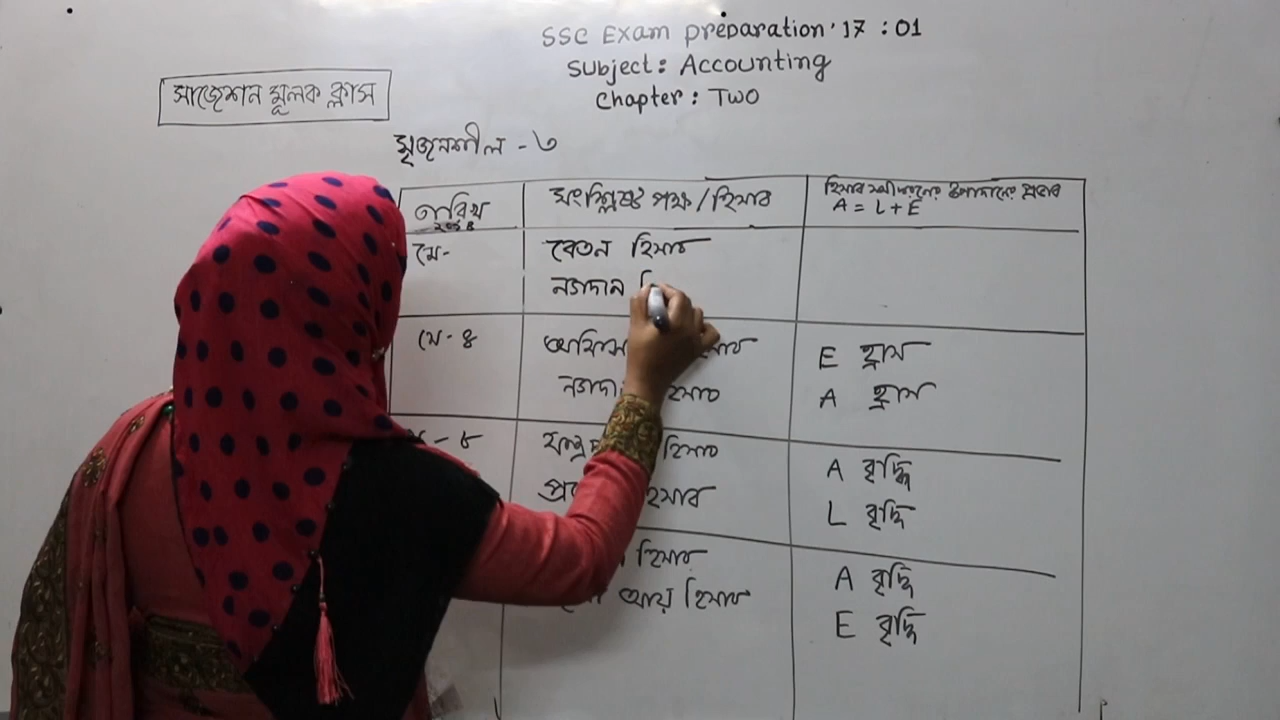 SSC Exam preparation '17 : 01
Subject: Accounting
Chapter: Two
সাজেশন মূলক ক্লাস
সৃজনশীল - ৩
তারিখ
সংশ্লিষ্ট পক্ষ / হিসাব
হিসাব সমীকরণের উপাদানের প্রভাব
A = L + E
মে-
বেতন হিসাব
নগদান
মে- ৪
হিসাব
E হ্রাস
হিসাব
A হ্রাস
- ৮
হিসাব
A বৃদ্ধি
হিসাব
L বৃদ্ধি
হিসাব
A বৃদ্ধি
আয় হিসাব
E বৃদ্ধি